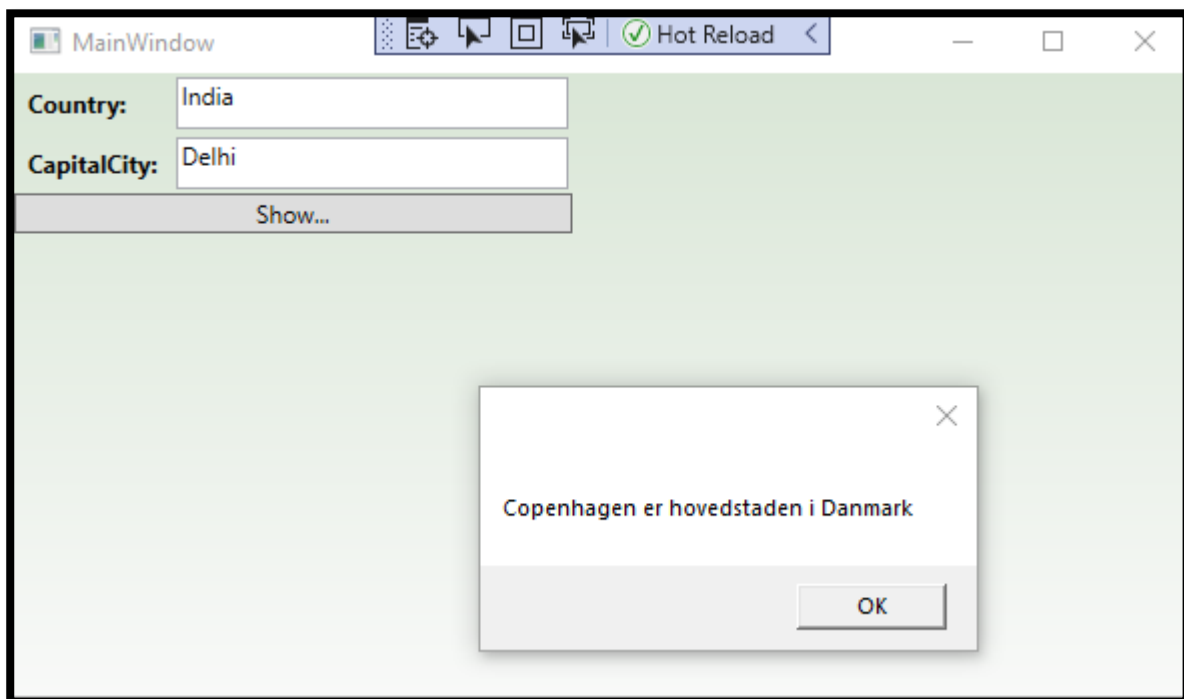 MainWindow
Hot Reload
Country:
India
CapitalCity:
Delhi
Show...
Copenhagen er hovedstaden i Danmark
OK